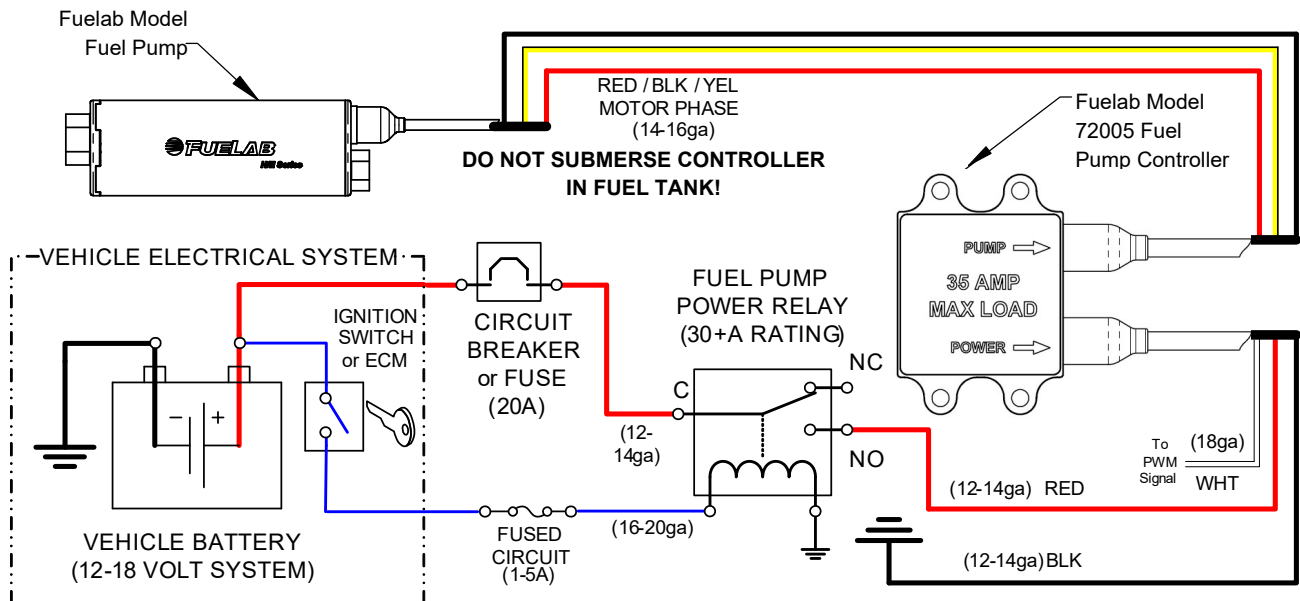 Fuelab Model
Fuel Pump
FUELAB
RED / BLK / YEL
MOTOR PHASE
(14-16ga)
DO NOT SUBMERSE CONTROLLER
IN FUEL TANK!
Fuelab Model
72005 Fuel
Pump Controller
PUMP
35 AMP
MAX LOAD
POWER
VEHICLE ELECTRICAL SYSTEM
IGNITION
SWITCH
or ECM
- +
VEHICLE BATTERY
(12-18 VOLT SYSTEM)
CIRCUIT
BREAKER
or FUSE
(20A)
FUEL PUMP
POWER RELAY
(30+A RATING)
NC
C
NO
(12-
14ga)
FUSED
CIRCUIT
(1-5A)
(16-20ga)
To
PWM
Signal
(18ga)
WHT
(12-14ga) RED
(12-14ga) BLK